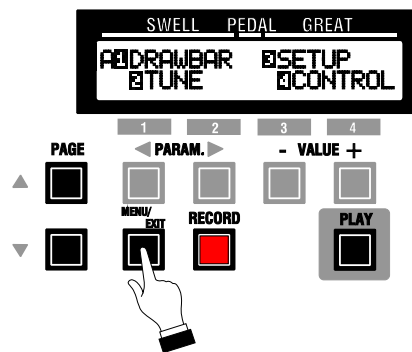 SWELL PEDAL GREAT
A1DRAWBAR 3SETUP
2TUNE 4CONTROL
1 2 3 4
PAGE ◀ PARAM. ▶ - VALUE +
MENU/
EXIT RECORD PLAY